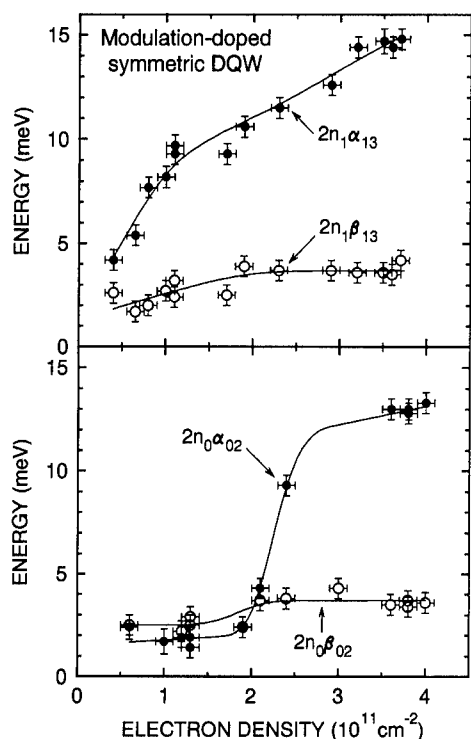 15
10
5
0
ENERGY (meV)
Modulation-doped
symmetric DQW
2n₁α₁₃
2n₁β₁₃
15
10
5
0
ENERGY (meV)
2n₀α₀₂
2n₀β₀₂
0 1 2 3 4
ELECTRON DENSITY (10¹¹cm⁻²)